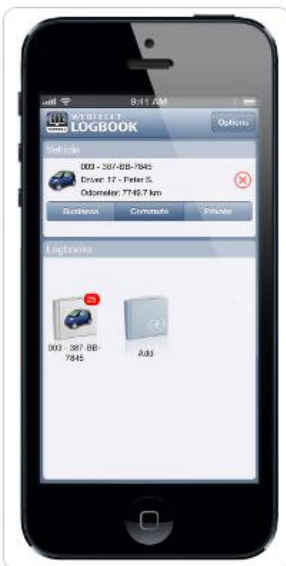 9:41 AM
WEBFLEET
LOGBOOK
Options
Vehicle
003 - 387-BB-7845
Driver: 17 - Peter S.
Odometer: 7749.7 km
Business Commute Private
Logbooks
25
003 - 387-BB-
7845
Add